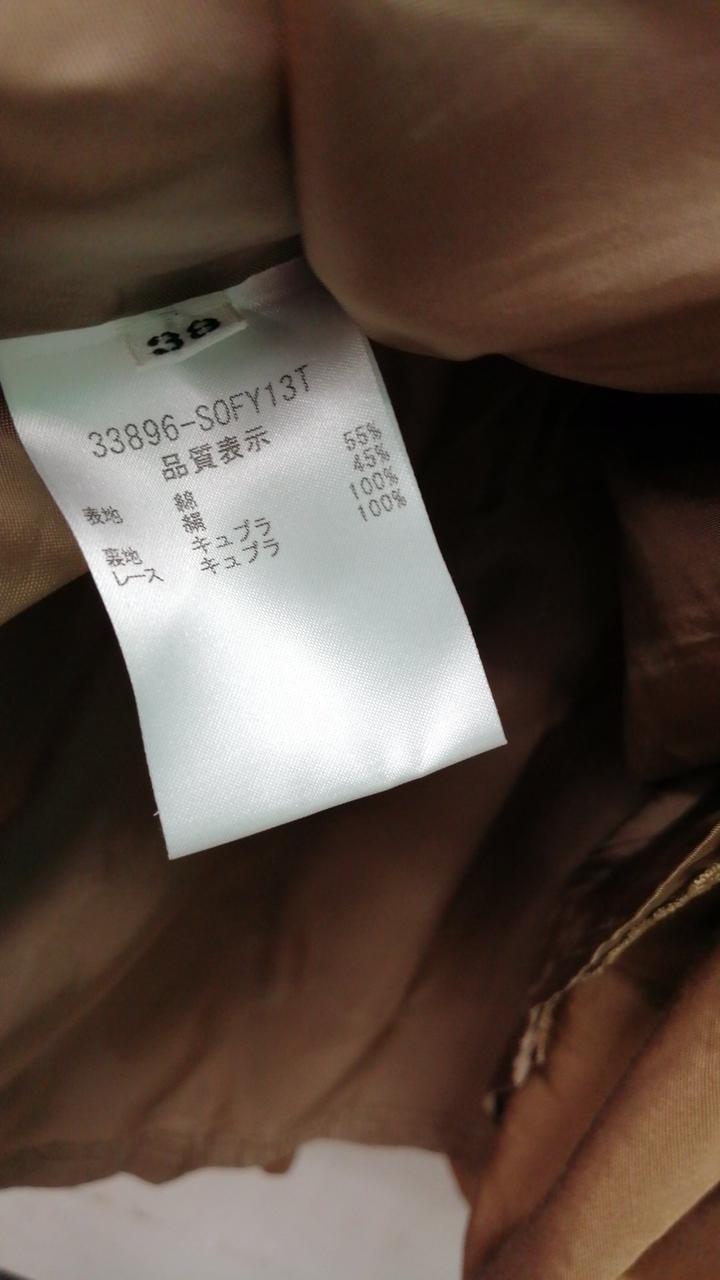 38
33896-S0FY13T
品質表示
表地 綿 55%
絹 45%
裏地 キュプラ 100%
レース キュプラ 100%